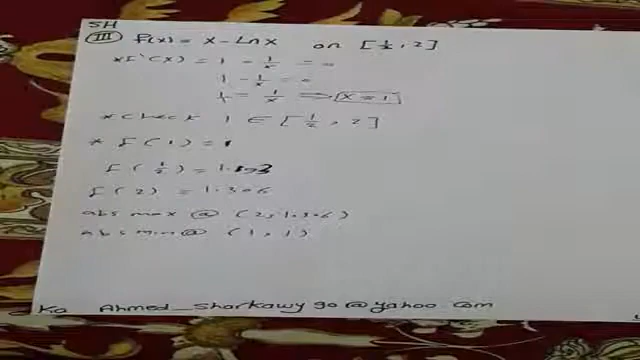 SH
III f(x) = x - Ln x on [1/2, 2]
* f'(x) = 1 - 1/x = 0
1 - 1/x = 0
1 = 1/x ⟹ x = 1
* check 1 ∈ [1/2, 2]
* f(1) = 1
f(1/2) = 1.193
f(2) = 1.306
abs max @ (2, 1.306)
abs min @ (1, 1)
Ka Ahmed_Sharkawy90@yahoo.com